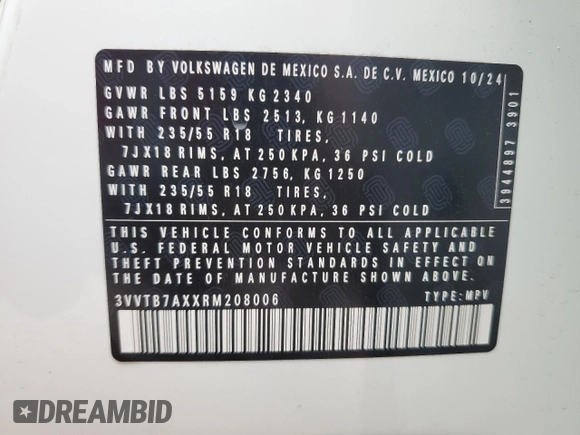 MFD BY VOLKSWAGEN DE MEXICO S.A. DE C.V. MEXICO 10/24
GVWR LBS 5159 KG 2340
GAWR FRONT LBS 2513, KG 1140
WITH 235/55 R18 TIRES,
7JX18 RIMS, AT 250 KPA, 36 PSI COLD
GAWR REAR LBS 2756, KG 1250
WITH 235/55 R18 TIRES,
7JX18 RIMS, AT 250 KPA, 36 PSI COLD
THIS VEHICLE CONFORMS TO ALL APPLICABLE
U.S. FEDERAL MOTOR VEHICLE SAFETY AND
THEFT PREVENTION STANDARDS IN EFFECT ON
THE DATE OF MANUFACTURE SHOWN ABOVE
3VVTB7AXXRM208006 TYPE: MPV
3944897 3901
DREAMBID